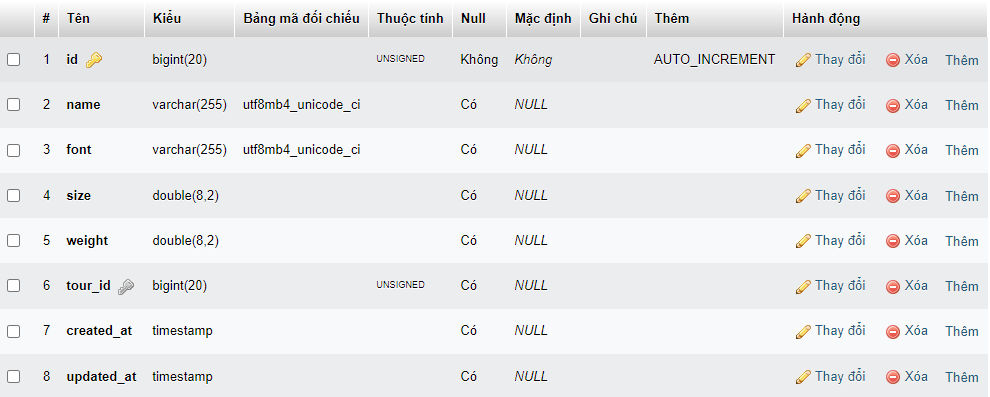 # Tên Kiểu Bảng mã đối chiếu Thuộc tính Null Mặc định Ghi chú Thêm Hành động
1 id bigint(20) UNSIGNED Không Không AUTO_INCREMENT Thay đổi Xóa Thêm
2 name varchar(255) utf8mb4_unicode_ci Có NULL Thay đổi Xóa Thêm
3 font varchar(255) utf8mb4_unicode_ci Có NULL Thay đổi Xóa Thêm
4 size double(8,2) Có NULL Thay đổi Xóa Thêm
5 weight double(8,2) Có NULL Thay đổi Xóa Thêm
6 tour_id bigint(20) UNSIGNED Có NULL Thay đổi Xóa Thêm
7 created_at timestamp Có NULL Thay đổi Xóa Thêm
8 updated_at timestamp Có NULL Thay đổi Xóa Thêm